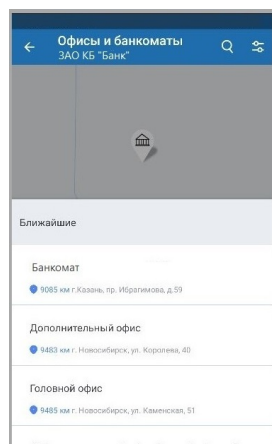 Офисы и банкоматы
ЗАО КБ "Банк"
Ближайшие
Банкомат
9085 км г.Казань, пр. Ибрагимова, д.59
Дополнительный офис
9483 км г. Новосибирск, ул. Королева, 40
Головной офис
9485 км г. Новосибирск, ул. Каменская, 51